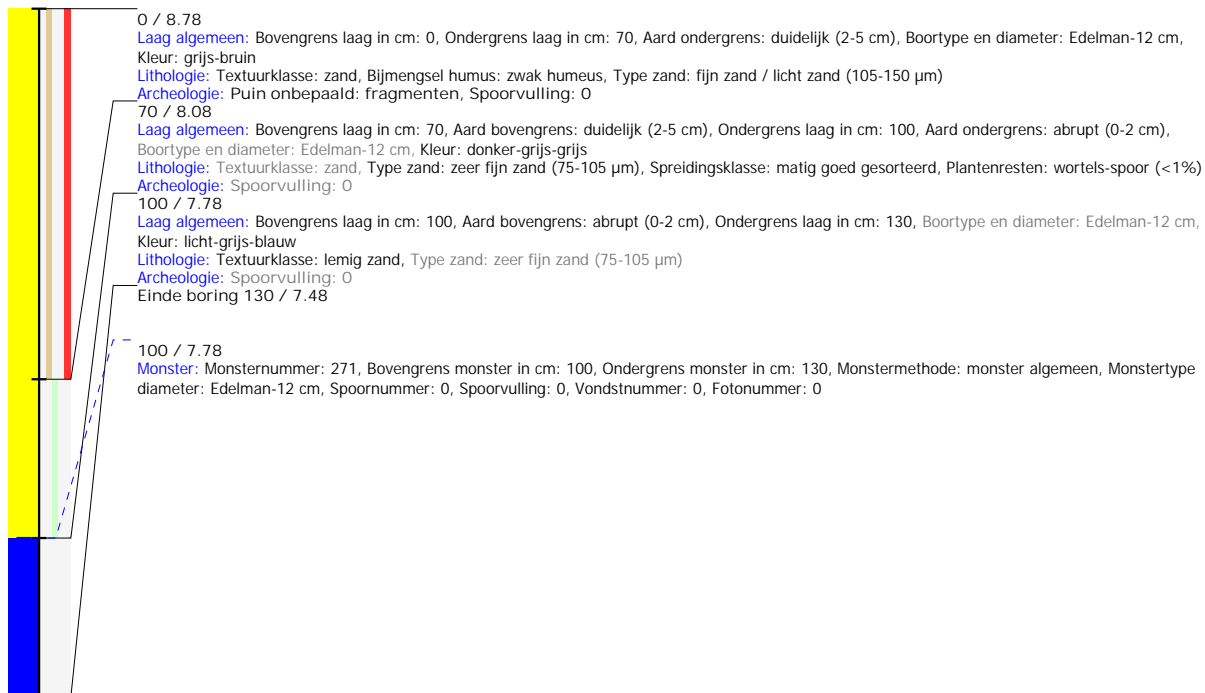 0 / 8.78
Laag algemeen: Bovengrens laag in cm: 0, Ondergrens laag in cm: 70, Aard ondergrens: duidelijk (2-5 cm), Boortype en diameter: Edelman-12 cm,
Kleur: grijs-bruin
Lithologie: Textuurklasse: zand, Bijmengsel humus: zwak humeus, Type zand: fijn zand / licht zand (105-150 µm)
Archeologie: Puin onbepaald: fragmenten, Spoorvulling: 0
70 / 8.08
Laag algemeen: Bovengrens laag in cm: 70, Aard bovengrens: duidelijk (2-5 cm), Ondergrens laag in cm: 100, Aard ondergrens: abrupt (0-2 cm),
Boortype en diameter: Edelman-12 cm, Kleur: donker-grijs-grijs
Lithologie: Textuurklasse: zand, Type zand: zeer fijn zand (75-105 µm), Spreidingsklasse: matig goed gesorteerd, Plantenresten: wortels-spoor (<1%)
Archeologie: Spoorvulling: 0
100 / 7.78
Laag algemeen: Bovengrens laag in cm: 100, Aard bovengrens: abrupt (0-2 cm), Ondergrens laag in cm: 130, Boortype en diameter: Edelman-12 cm,
Kleur: licht-grijs-blauw
Lithologie: Textuurklasse: lemig zand, Type zand: zeer fijn zand (75-105 µm)
Archeologie: Spoorvulling: 0
Einde boring 130 / 7.48
100 / 7.78
Monster: Monsternummer: 271, Bovengrens monster in cm: 100, Ondergrens monster in cm: 130, Monstermethode: monster algemeen, Monstertype
diameter: Edelman-12 cm, Spoornummer: 0, Spoorvulling: 0, Vondstnummer: 0, Fotonummer: 0